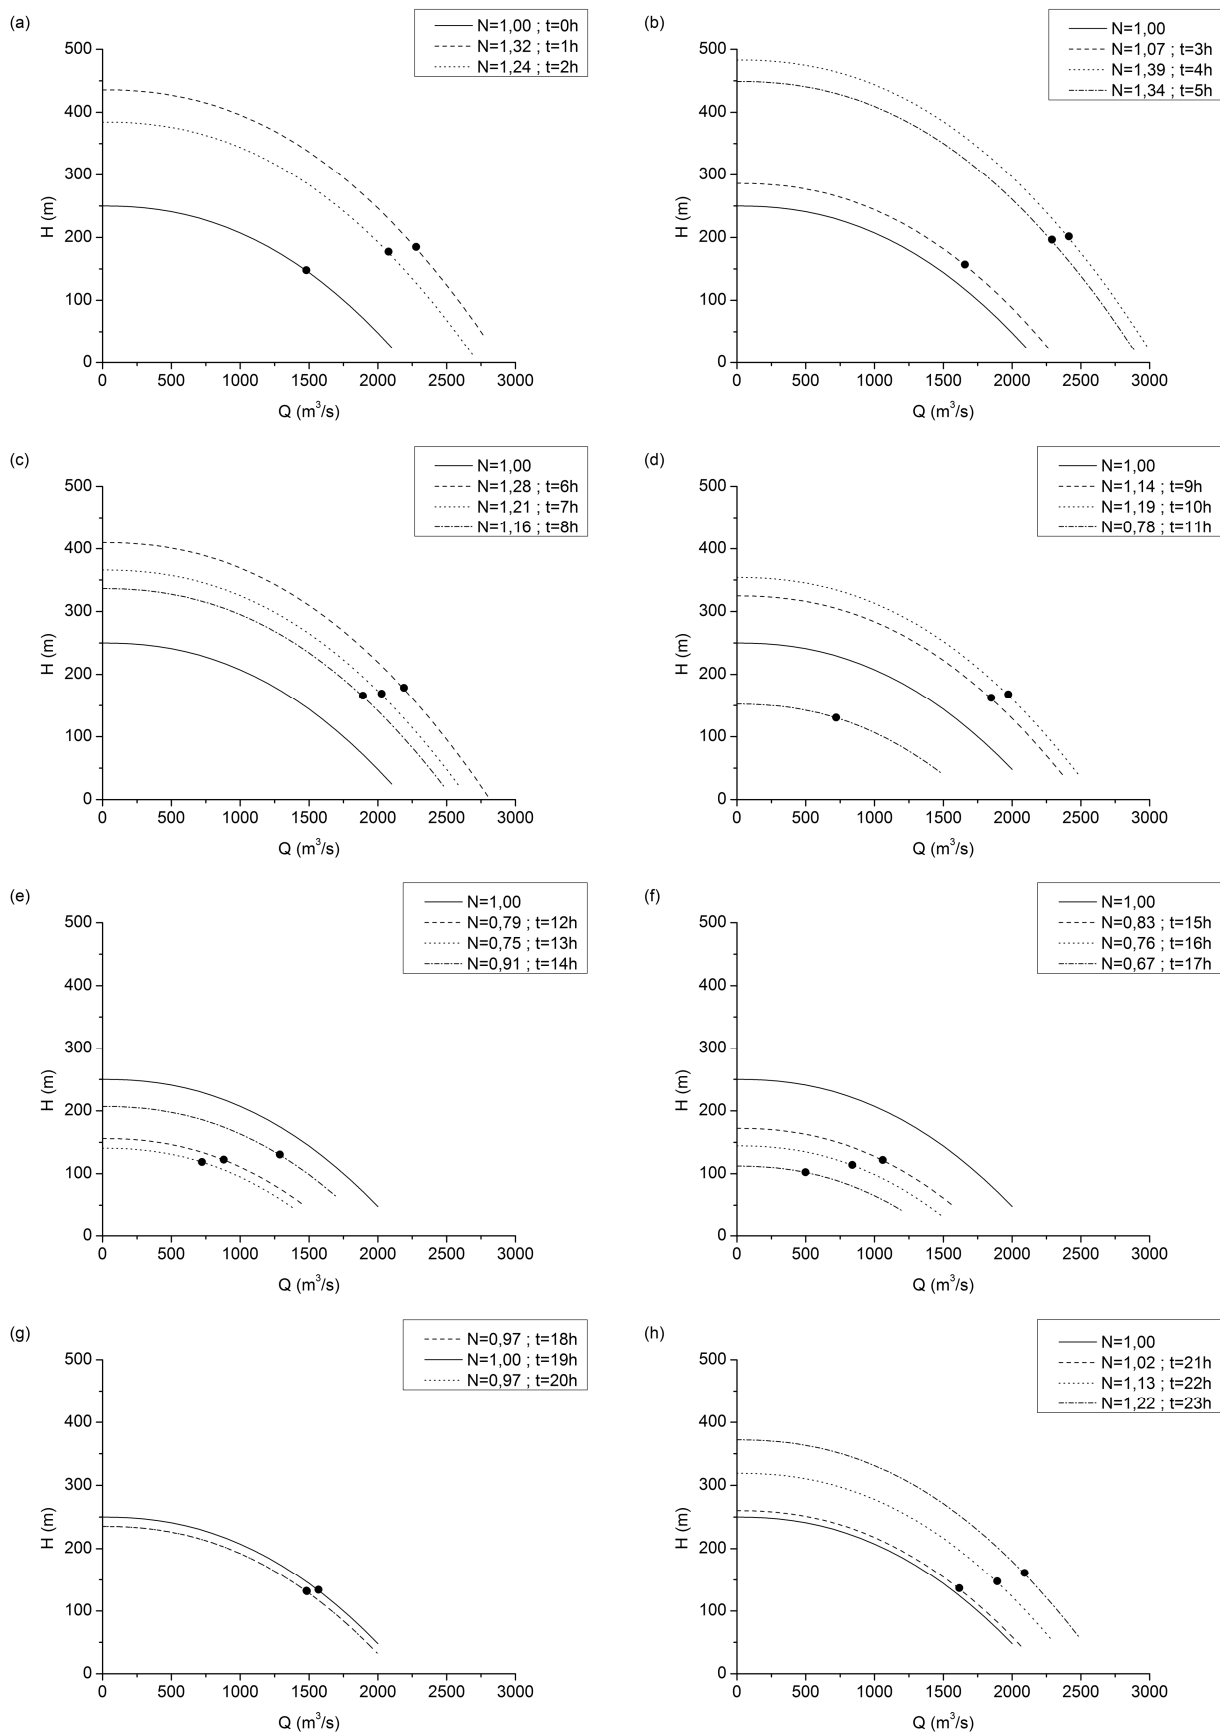 (a)
N=1,00 ; t=0h
N=1,32 ; t=1h
N=1,24 ; t=2h
500
400
300
200
100
0
H (m)
0 500 1000 1500 2000 2500 3000
Q (m³/s)
(b)
N=1,00
N=1,07 ; t=3h
N=1,39 ; t=4h
N=1,34 ; t=5h
500
400
300
200
100
0
H (m)
0 500 1000 1500 2000 2500 3000
Q (m³/s)
(c)
N=1,00
N=1,28 ; t=6h
N=1,21 ; t=7h
N=1,16 ; t=8h
500
400
300
200
100
0
H (m)
0 500 1000 1500 2000 2500 3000
Q (m³/s)
(d)
N=1,00
N=1,14 ; t=9h
N=1,19 ; t=10h
N=0,78 ; t=11h
500
400
300
200
100
0
H (m)
0 500 1000 1500 2000 2500 3000
Q (m³/s)
(e)
N=1,00
N=0,79 ; t=12h
N=0,75 ; t=13h
N=0,91 ; t=14h
500
400
300
200
100
0
H (m)
0 500 1000 1500 2000 2500 3000
Q (m³/s)
(f)
N=1,00
N=0,83 ; t=15h
N=0,76 ; t=16h
N=0,67 ; t=17h
500
400
300
200
100
0
H (m)
0 500 1000 1500 2000 2500 3000
Q (m³/s)
(g)
N=0,97 ; t=18h
N=1,00 ; t=19h
N=0,97 ; t=20h
500
400
300
200
100
0
H (m)
0 500 1000 1500 2000 2500 3000
Q (m³/s)
(h)
N=1,00
N=1,02 ; t=21h
N=1,13 ; t=22h
N=1,22 ; t=23h
500
400
300
200
100
0
H (m)
0 500 1000 1500 2000 2500 3000
Q (m³/s)